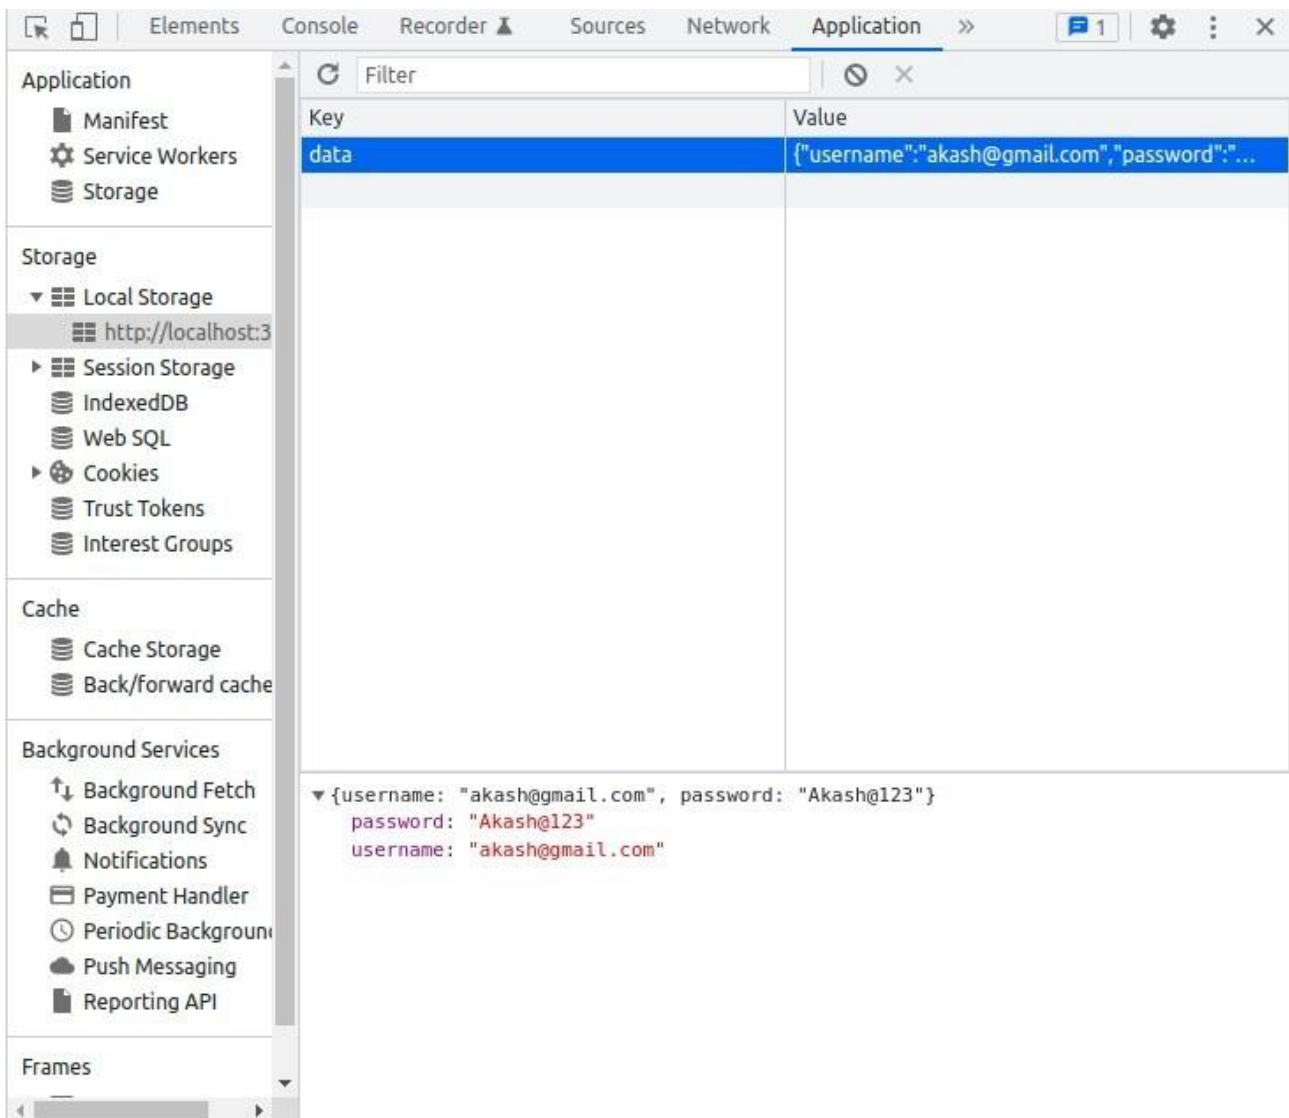 Elements Console Recorder Sources Network Application » 1
Application
Manifest
Service Workers
Storage
Storage
Local Storage
http://localhost:3
Session Storage
IndexedDB
Web SQL
Cookies
Trust Tokens
Interest Groups
Cache
Cache Storage
Back/forward cache
Background Services
Background Fetch
Background Sync
Notifications
Payment Handler
Periodic Backgroun
Push Messaging
Reporting API
Frames
Filter
Key Value
data {"username":"akash@gmail.com","password":"...
{username: "akash@gmail.com", password: "Akash@123"}
password: "Akash@123"
username: "akash@gmail.com"